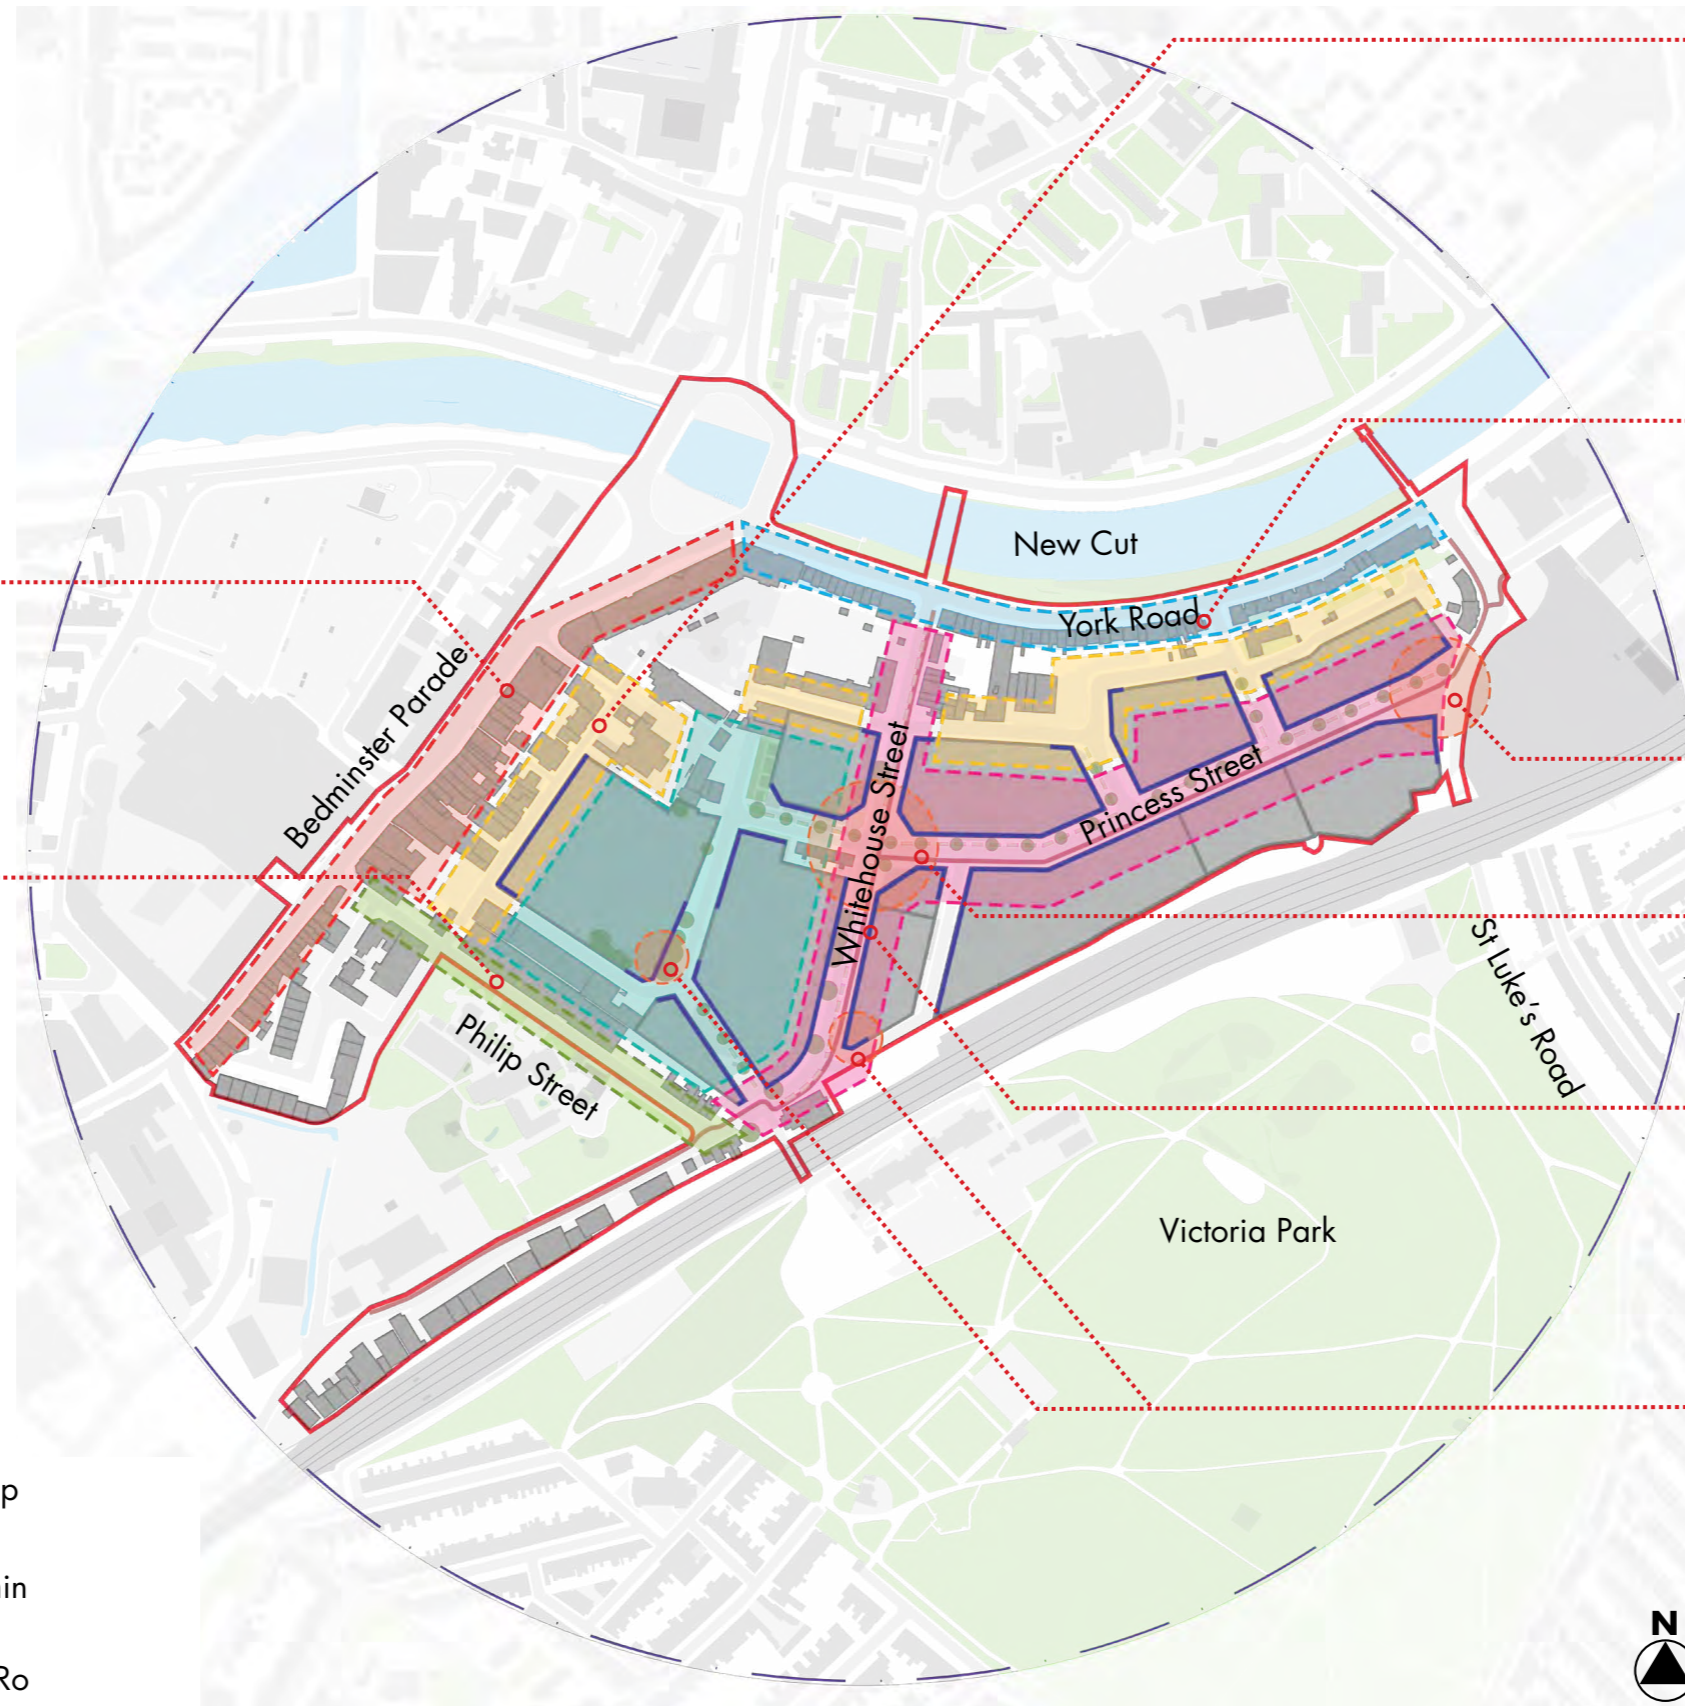 New Cut
York Road
Bedminster Parade
Whitehouse Street
Princess Street
St Luke's Road
Philip Street
Victoria Park
p
in
Ro
N